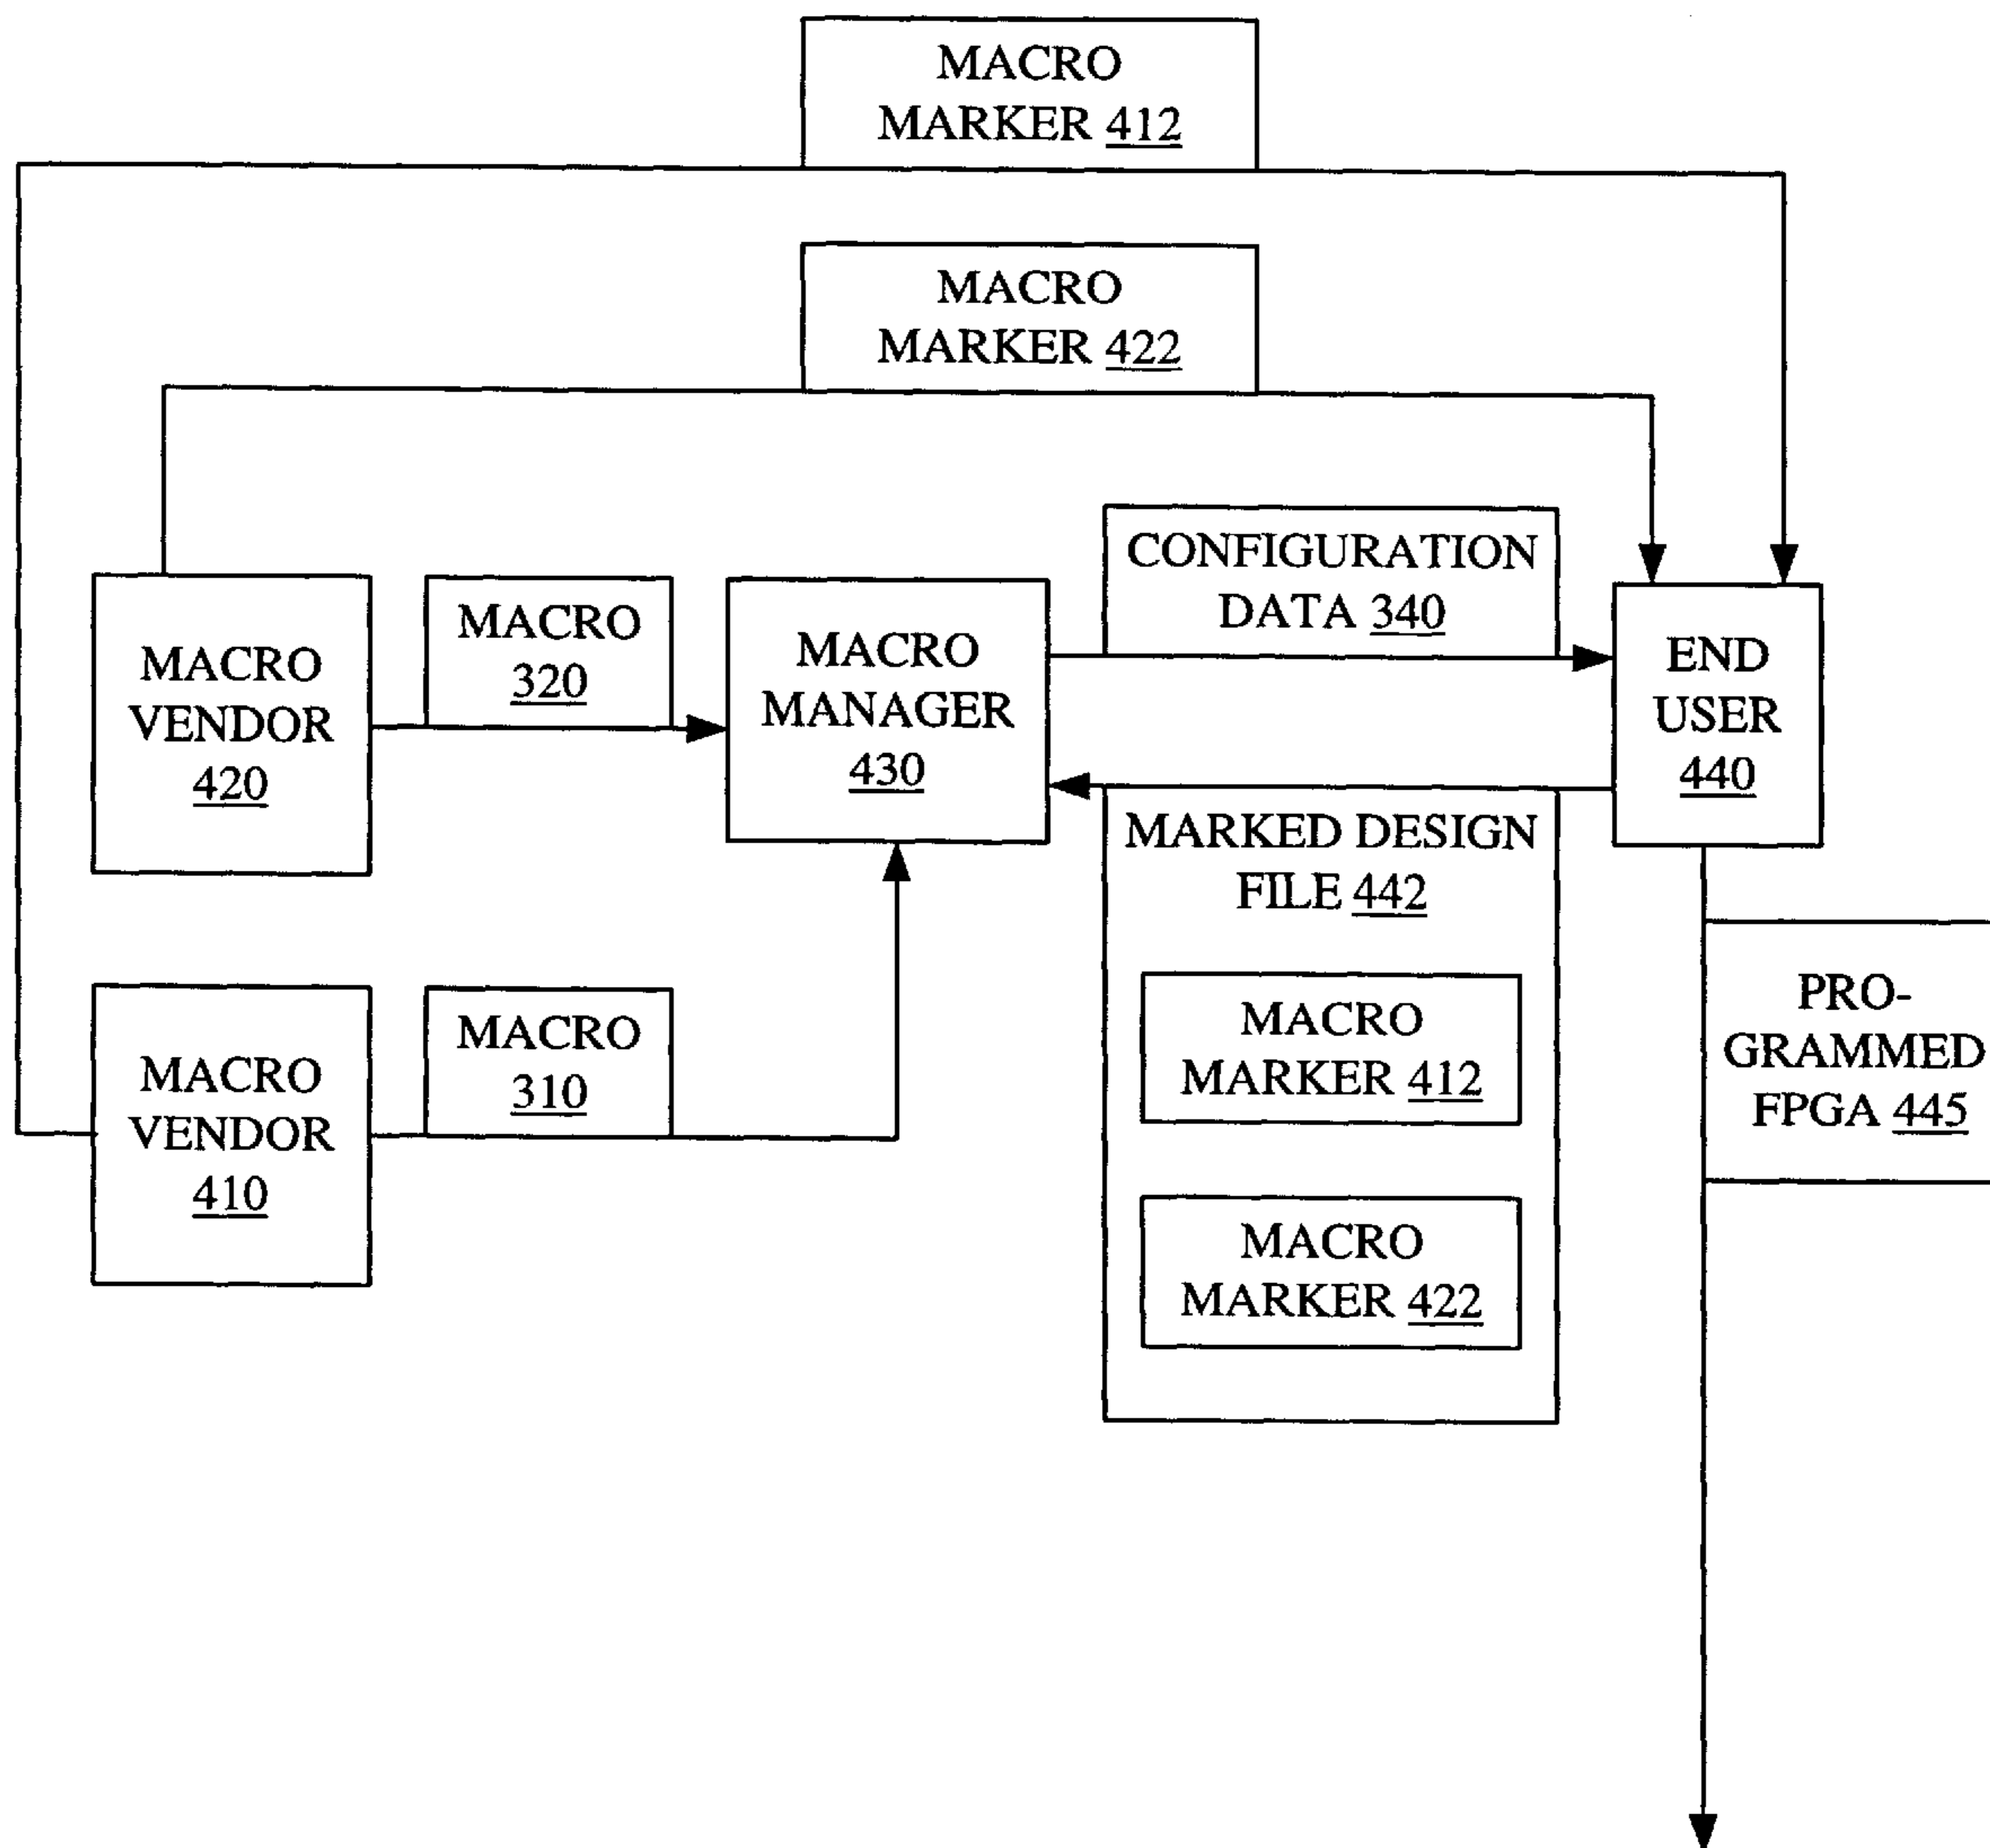 MACRO
MARKER 412
MACRO
MARKER 422
CONFIGURATION
DATA 340
MACRO
VENDOR
420
MACRO
320
MACRO
MANAGER
430
END
USER
440
MARKED DESIGN
FILE 442
MACRO
MARKER 412
MACRO
MARKER 422
MACRO
VENDOR
410
MACRO
310
PRO-
GRAMMED
FPGA 445